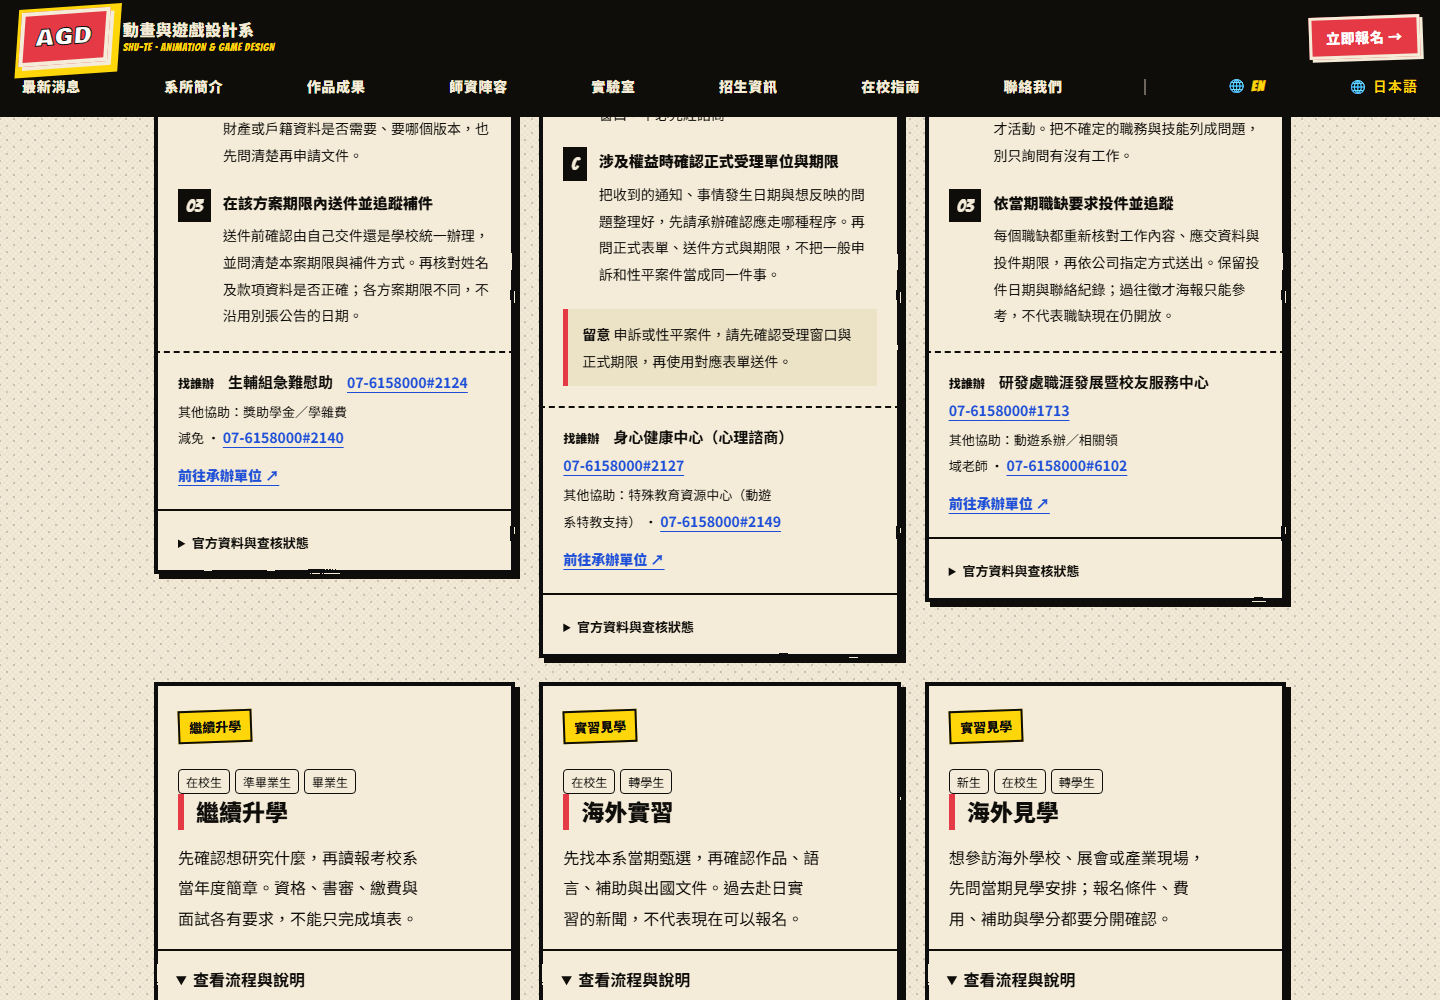 AGD
動畫與遊戲設計系
SHU-TE · ANIMATION & GAME DESIGN
立即報名 →
最新消息
系所簡介
作品成果
師資陣容
實驗室
招生資訊
在校指南
聯絡我們
EN
日本語
財產或戶籍資料是否需要、要哪個版本，也
先問清楚再申請文件。
03 在該方案期限內送件並追蹤補件
送件前確認由自己交件還是學校統一辦理，
並問清楚本案期限與補件方式。再核對姓名
及款項資料是否正確；各方案期限不同，不
沿用別張公告的日期。
找誰辦 生輔組急難慰助 07-6158000#2124
其他協助：獎助學金／學雜費
減免 · 07-6158000#2140
前往承辦單位 ↗
▶ 官方資料與查核狀態
C 涉及權益時確認正式受理單位與期限
把收到的通知、事情發生日期與想反映的問
題整理好，先請承辦確認應走哪種程序。再
問正式表單、送件方式與期限，不把一般申
訴和性平案件當成同一件事。
留意 申訴或性平案件，請先確認受理窗口與
正式期限，再使用對應表單送件。
找誰辦 身心健康中心（心理諮商）
07-6158000#2127
其他協助：特殊教育資源中心（動遊
系特教支持） · 07-6158000#2149
前往承辦單位 ↗
▶ 官方資料與查核狀態
才活動。把不確定的職務與技能列成問題，
別只詢問有沒有工作。
03 依當期職缺要求投件並追蹤
每個職缺都重新核對工作內容、應交資料與
投件期限，再依公司指定方式送出。保留投
件日期與聯絡紀錄；過往徵才海報只能參
考，不代表職缺現在仍開放。
找誰辦 研發處職涯發展暨校友服務中心
07-6158000#1713
其他協助：動遊系辦／相關領
域老師 · 07-6158000#6102
前往承辦單位 ↗
▶ 官方資料與查核狀態
繼續升學
在校生 準畢業生 畢業生
繼續升學
先確認想研究什麼，再讀報考校系
當年度簡章。資格、書審、繳費與
面試各有要求，不能只完成填表。
▼ 查看流程與說明
實習見學
在校生 轉學生
海外實習
先找本系當期甄選，再確認作品、語
言、補助與出國文件。過去赴日實
習的新聞，不代表現在可以報名。
▼ 查看流程與說明
實習見學
新生 在校生 轉學生
海外見學
想參訪海外學校、展會或產業現場，
先問當期見學安排；報名條件、費
用、補助與學分都要分開確認。
▼ 查看流程與說明